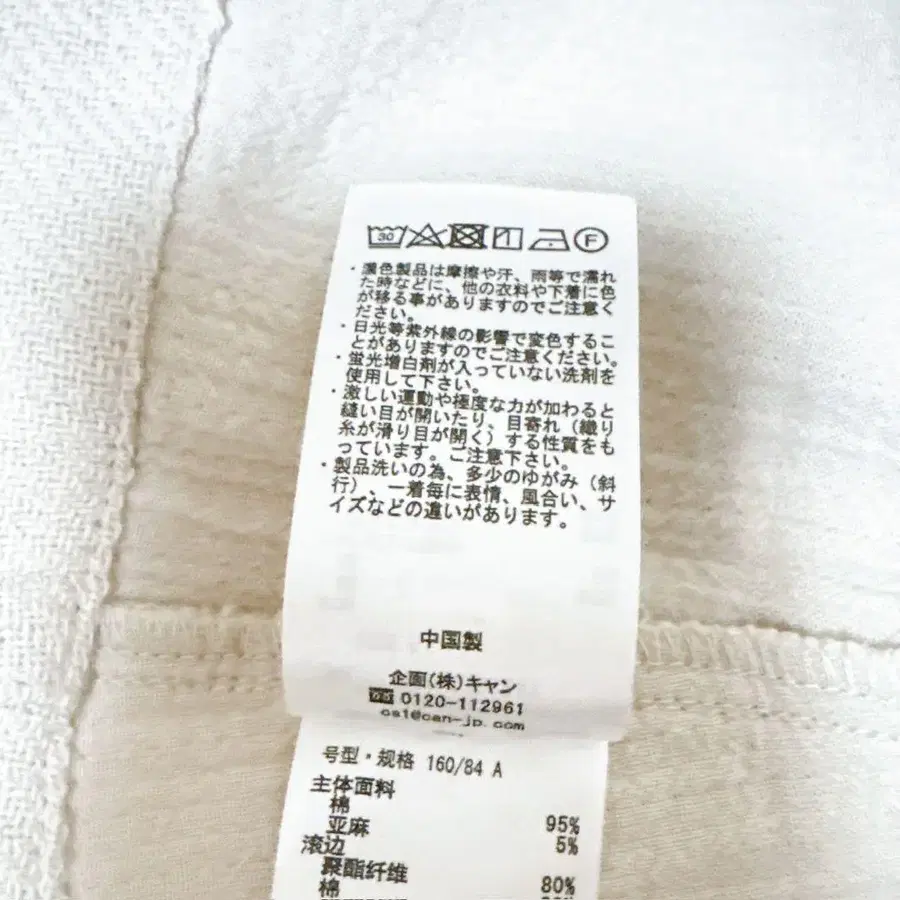 30 F
・濃色製品は摩擦や汗、雨等で濡れ
た時などに、他の衣料や下着に色
が移る事がありますのでご注意く
ださい。
・日光等紫外線の影響で変色するこ
とがありますのでご注意ください。
・蛍光増白剤が入っていない洗剤を
使用して下さい。
・激しい運動や極度な力が加わると
縫い目が開いたり、目寄れ（織り
糸が滑り目が開く）する性質をも
っています。ご注意下さい。
・製品洗いの為、多少のゆがみ（斜
行）、一着毎に表情、風合い、サ
イズなどの違いがあります。
中国製
企画(株)キャン
0120-112961
cs1@can-jp.com
号型・规格 160/84 A
主体面料
棉
亚麻 95%
滚边 5%
聚酯纤维
棉 80%